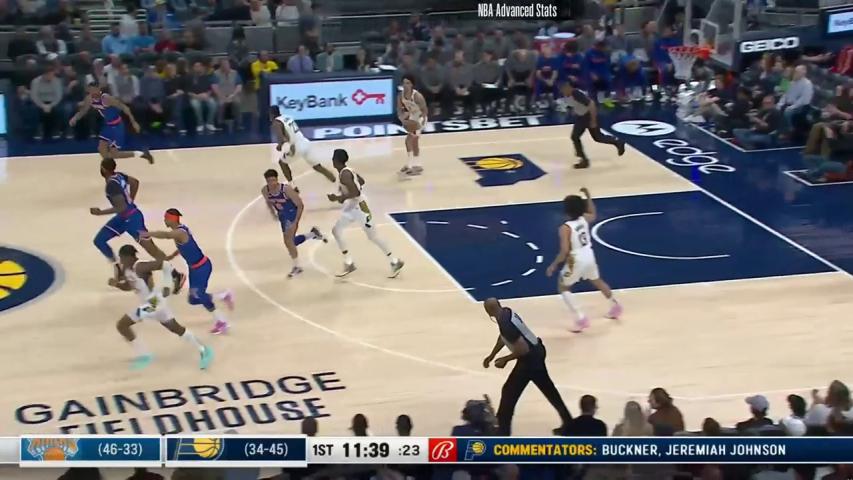 NBA Advanced Stats
KeyBank
GEICO
POINTSBET
edge
13
GAINBRIDGE
FIELDHOUSE
(46-33) (34-45) 1ST 11:39 :23 B COMMENTATORS: BUCKNER, JEREMIAH JOHNSON